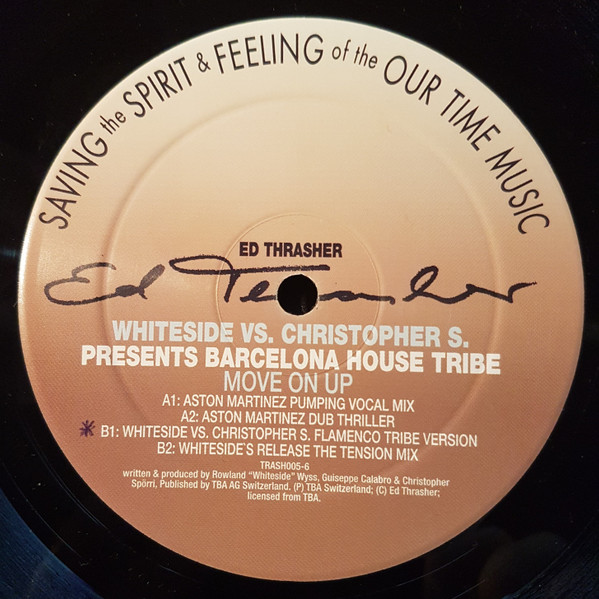 SAVING the SPIRIT & FEELING of the OUR TIME MUSIC
ED THRASHER
Ed Thrasher
WHITESIDE VS. CHRISTOPHER S.
PRESENTS BARCELONA HOUSE TRIBE
MOVE ON UP
A1: ASTON MARTINEZ PUMPING VOCAL MIX
A2: ASTON MARTINEZ DUB THRILLER
* B1: WHITESIDE VS. CHRISTOPHER S. FLAMENCO TRIBE VERSION
B2: WHITESIDE´S RELEASE THE TENSION MIX
TRASH005-6
written & produced by Rowland "Whiteside" Wyss, Guiseppe Calabro & Christopher
Spörri, Published by TBA AG Switzerland. (P) TBA Switzerland; (C) Ed Thrasher;
licensed from TBA.